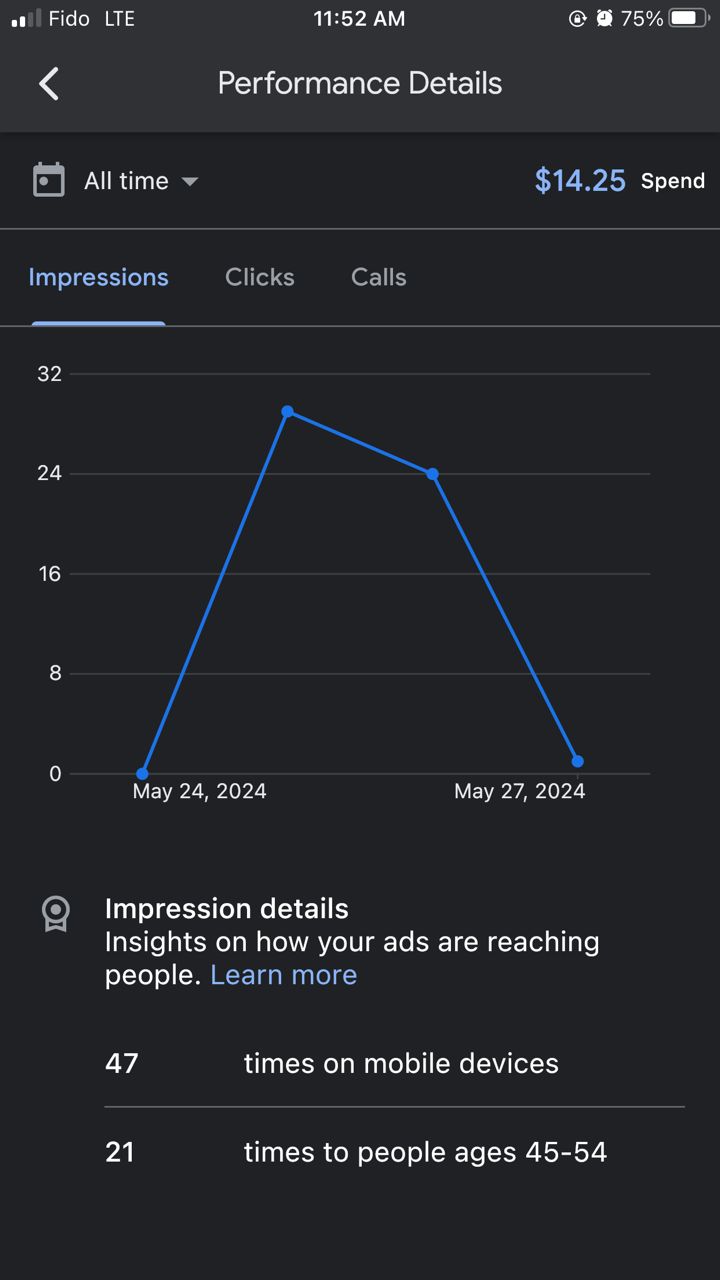 Fido LTE 11:52 AM 75%
Performance Details
All time $14.25 Spend
Impressions Clicks Calls
32
24
16
8
0
May 24, 2024 May 27, 2024
Impression details
Insights on how your ads are reaching
people. Learn more
47 times on mobile devices
21 times to people ages 45-54